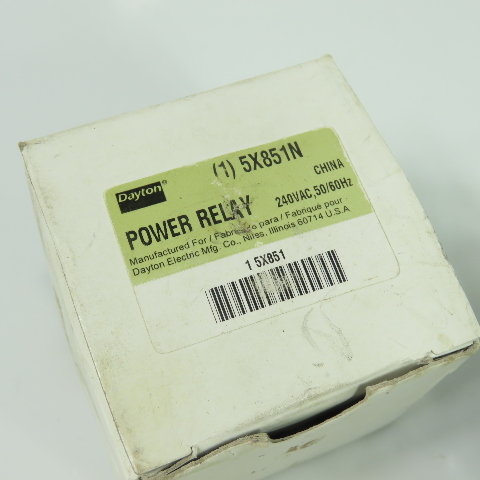 (1) 5X851N
Dayton®
CHINA
POWER RELAY
240VAC, 50/60Hz
Manufactured For / Fabricado para / Fabriqué pour :
Dayton Electric Mfg. Co., Niles, Illinois 60714 U.S.A
1 5X851